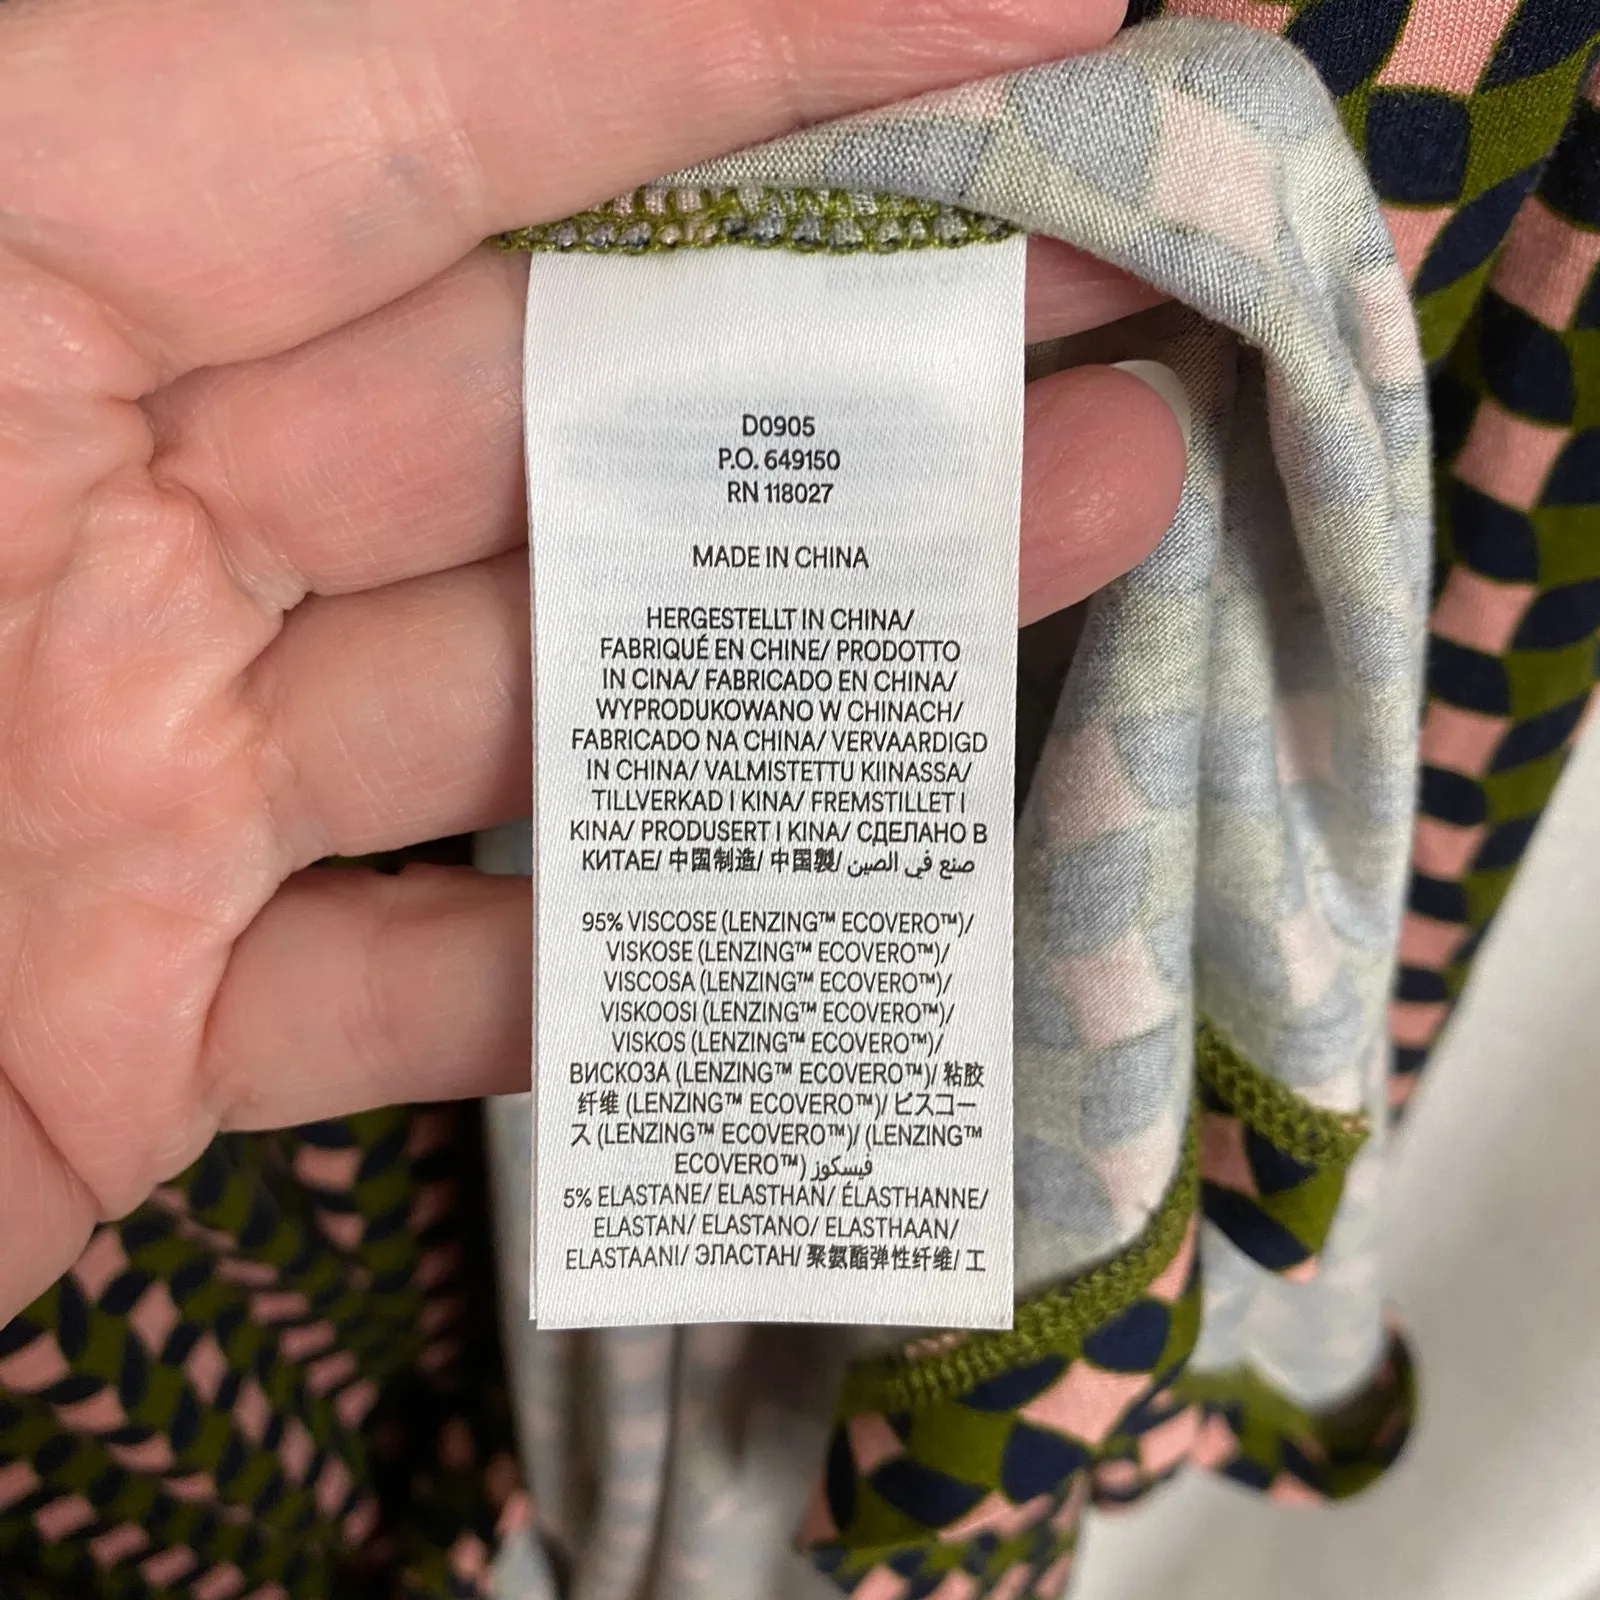 D0905
P.O. 649150
RN 118027
MADE IN CHINA
HERGESTELLT IN CHINA/
FABRIQUÉ EN CHINE/ PRODOTTO
IN CINA/ FABRICADO EN CHINA/
WYPRODUKOWANO W CHINACH/
FABRICADO NA CHINA/ VERVAARDIGD
IN CHINA/ VALMISTETTU KIINASSA/
TILLVERKAD I KINA/ FREMSTILLET I
KINA/ PRODUSERT I KINA/ СДЕЛАНО В
КИТАЕ/ 中国制造/ 中国製/ صنع في الصين
95% VISCOSE (LENZING™ ECOVERO™)/
VISKOSE (LENZING™ ECOVERO™)/
VISCOSA (LENZING™ ECOVERO™)/
VISKOOSI (LENZING™ ECOVERO™)/
VISKOS (LENZING™ ECOVERO™)/
ВИСКОЗА (LENZING™ ECOVERO™)/ 粘胶
纤维 (LENZING™ ECOVERO™)/ ビスコー
ス (LENZING™ ECOVERO™)/ (LENZING™
ECOVERO™) فيسكوز
5% ELASTANE/ ELASTHAN/ ÉLASTHANNE/
ELASTAN/ ELASTANO/ ELASTHAAN/
ELASTAANI/ ЭЛАСТАН/ 聚氨酯弹性纤维/ エ